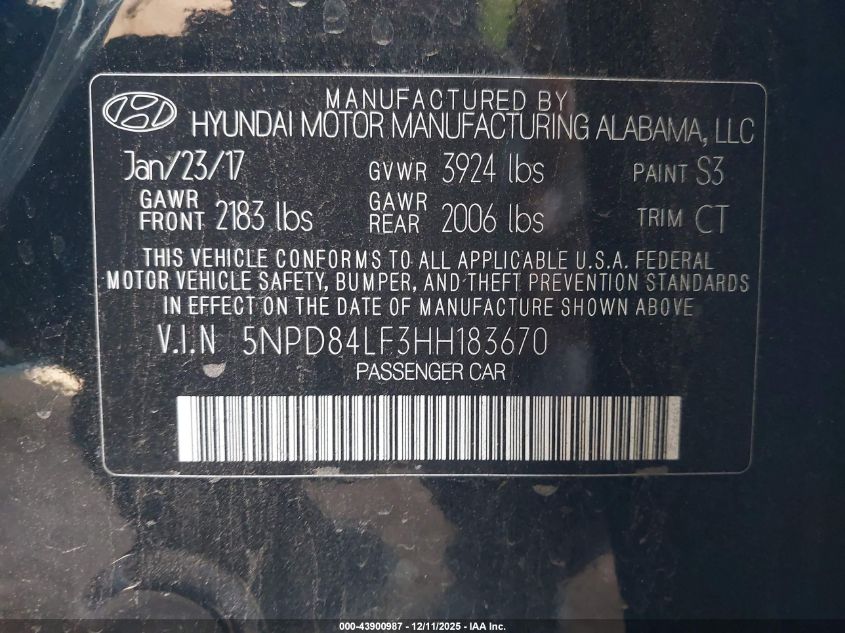 MANUFACTURED BY
HYUNDAI MOTOR MANUFACTURING ALABAMA, LLC
Jan/23/17 GVWR 3924 lbs PAINT S3
GAWR FRONT 2183 lbs GAWR REAR 2006 lbs TRIM CT
THIS VEHICLE CONFORMS TO ALL APPLICABLE U.S.A. FEDERAL
MOTOR VEHICLE SAFETY, BUMPER, AND THEFT PREVENTION STANDARDS
IN EFFECT ON THE DATE OF MANUFACTURE SHOWN ABOVE
V.I.N 5NPD84LF3HH183670
PASSENGER CAR
000-43900987 - 12/11/2025 - IAA Inc.